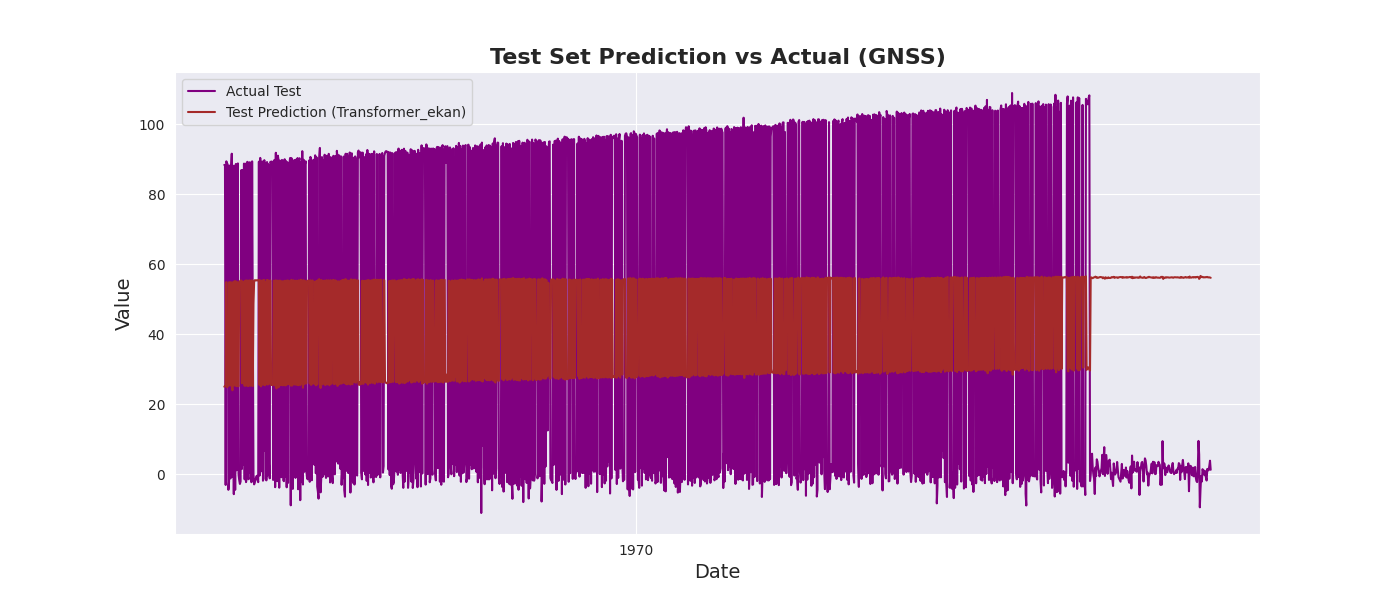 Test Set Prediction vs Actual (GNSS)
Actual Test
Test Prediction (Transformer_ekan)
100
80
60
40
20
0
Value
1970
Date